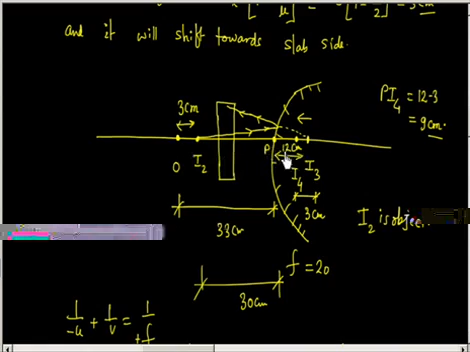 and it will shift towards slab side.
3cm
PI4 = 12-3
= 9cm.
P 12cm
O I2 I4 I3
3cm
33cm
I2 is object
f = 20
30cm
1/-u + 1/v = 1/+f